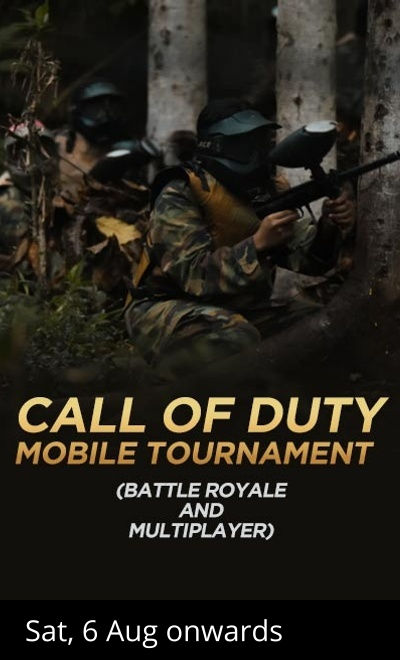 CALL OF DUTY
MOBILE TOURNAMENT
(BATTLE ROYALE
AND
MULTIPLAYER)
Sat, 6 Aug onwards